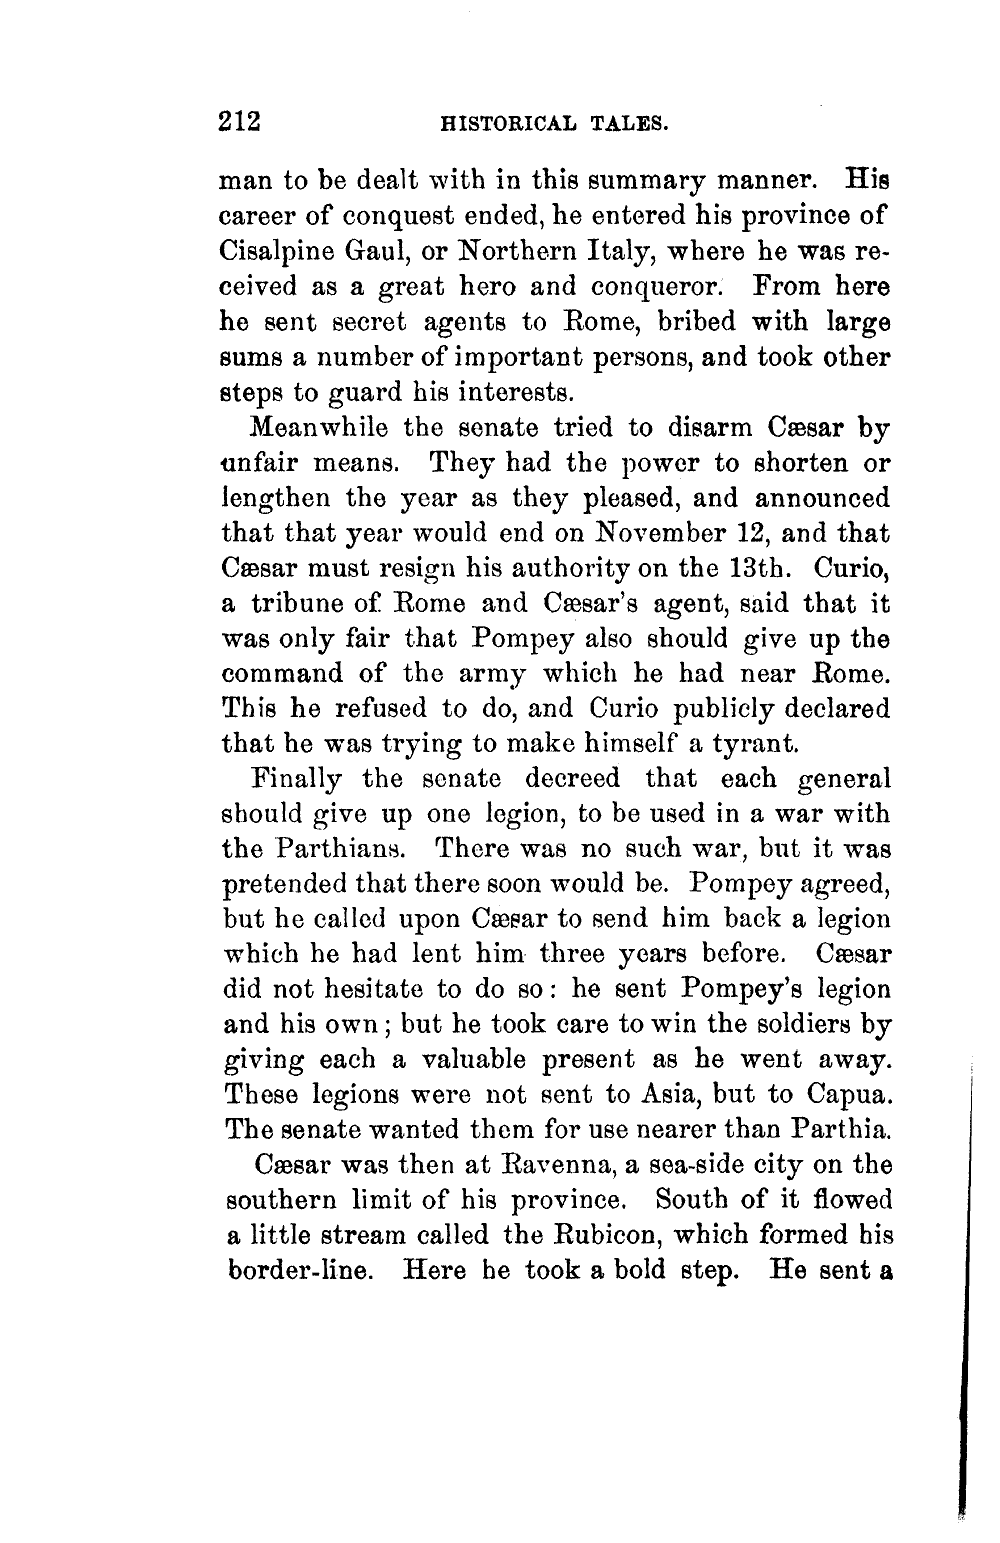 212 HISTORICAL TALES.
man to be dealt with in this summary manner. His
career of conquest ended, he entered his province of
Cisalpine Gaul, or Northern Italy, where he was re-
ceived as a great hero and conqueror. From here
he sent secret agents to Rome, bribed with large
sums a number of important persons, and took other
steps to guard his interests.
Meanwhile the senate tried to disarm Cæsar by
unfair means. They had the power to shorten or
lengthen the year as they pleased, and announced
that that year would end on November 12, and that
Cæsar must resign his authority on the 13th. Curio,
a tribune of Rome and Cæsar's agent, said that it
was only fair that Pompey also should give up the
command of the army which he had near Rome.
This he refused to do, and Curio publicly declared
that he was trying to make himself a tyrant.
Finally the senate decreed that each general
should give up one legion, to be used in a war with
the Parthians. There was no such war, but it was
pretended that there soon would be. Pompey agreed,
but he called upon Cæsar to send him back a legion
which he had lent him three years before. Cæsar
did not hesitate to do so: he sent Pompey's legion
and his own; but he took care to win the soldiers by
giving each a valuable present as he went away.
These legions were not sent to Asia, but to Capua.
The senate wanted them for use nearer than Parthia.
Cæsar was then at Ravenna, a sea-side city on the
southern limit of his province. South of it flowed
a little stream called the Rubicon, which formed his
border-line. Here he took a bold step. He sent a